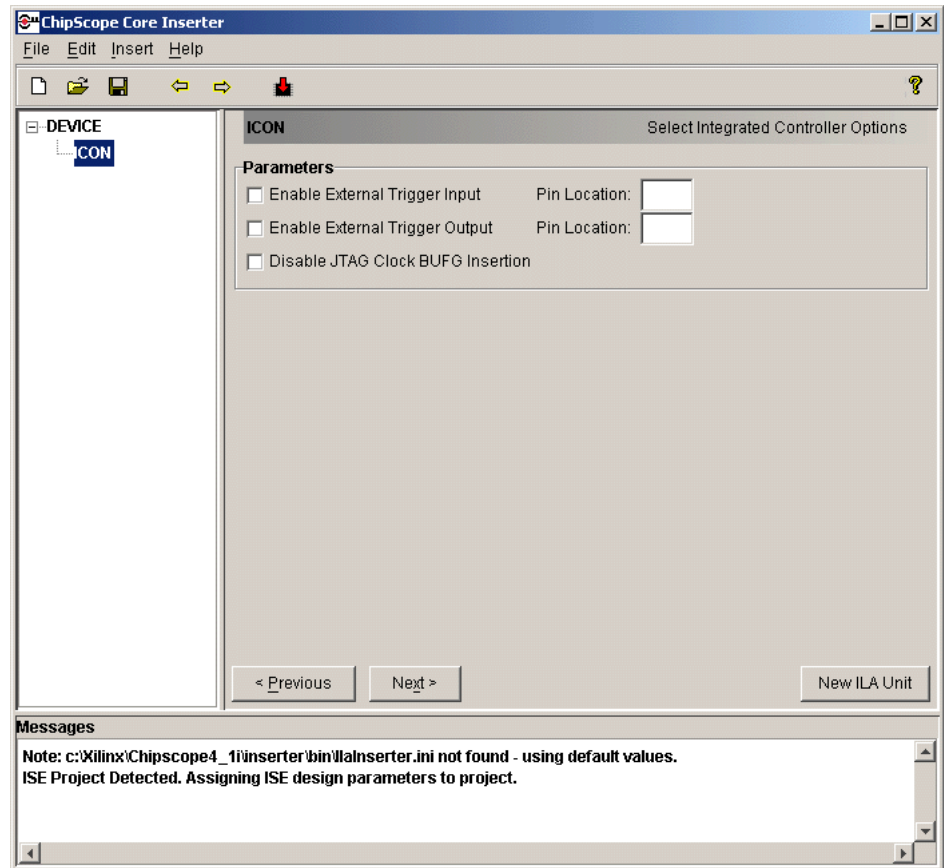 ChipScope Core Inserter
File Edit Insert Help
DEVICE
ICON
ICON Select Integrated Controller Options
Parameters
Enable External Trigger Input Pin Location:
Enable External Trigger Output Pin Location:
Disable JTAG Clock BUFG Insertion
< Previous Next > New ILA Unit
Messages
Note: c:\Xilinx\Chipscope4_1i\inserter\bin\IlaInserter.ini not found - using default values.
ISE Project Detected. Assigning ISE design parameters to project.